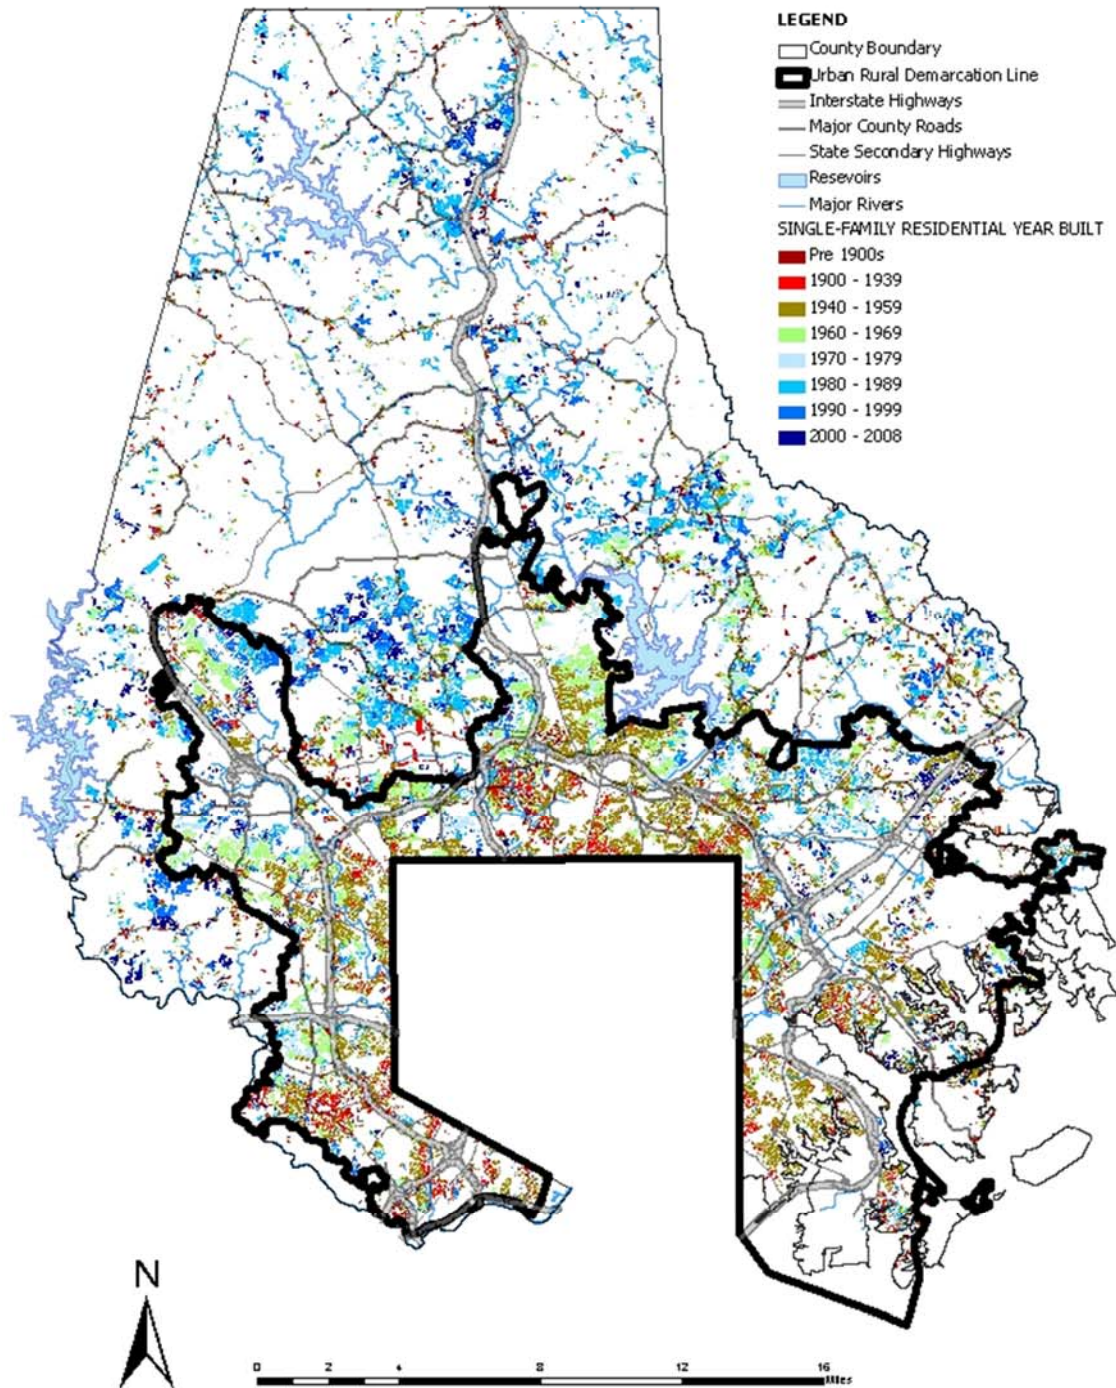 LEGEND
County Boundary
Urban Rural Demarcation Line
Interstate Highways
Major County Roads
State Secondary Highways
Resevoirs
Major Rivers
SINGLE-FAMILY RESIDENTIAL YEAR BUILT
Pre 1900s
1900 - 1939
1940 - 1959
1960 - 1969
1970 - 1979
1980 - 1989
1990 - 1999
2000 - 2008
N
0 2 4 8 12 16
Miles